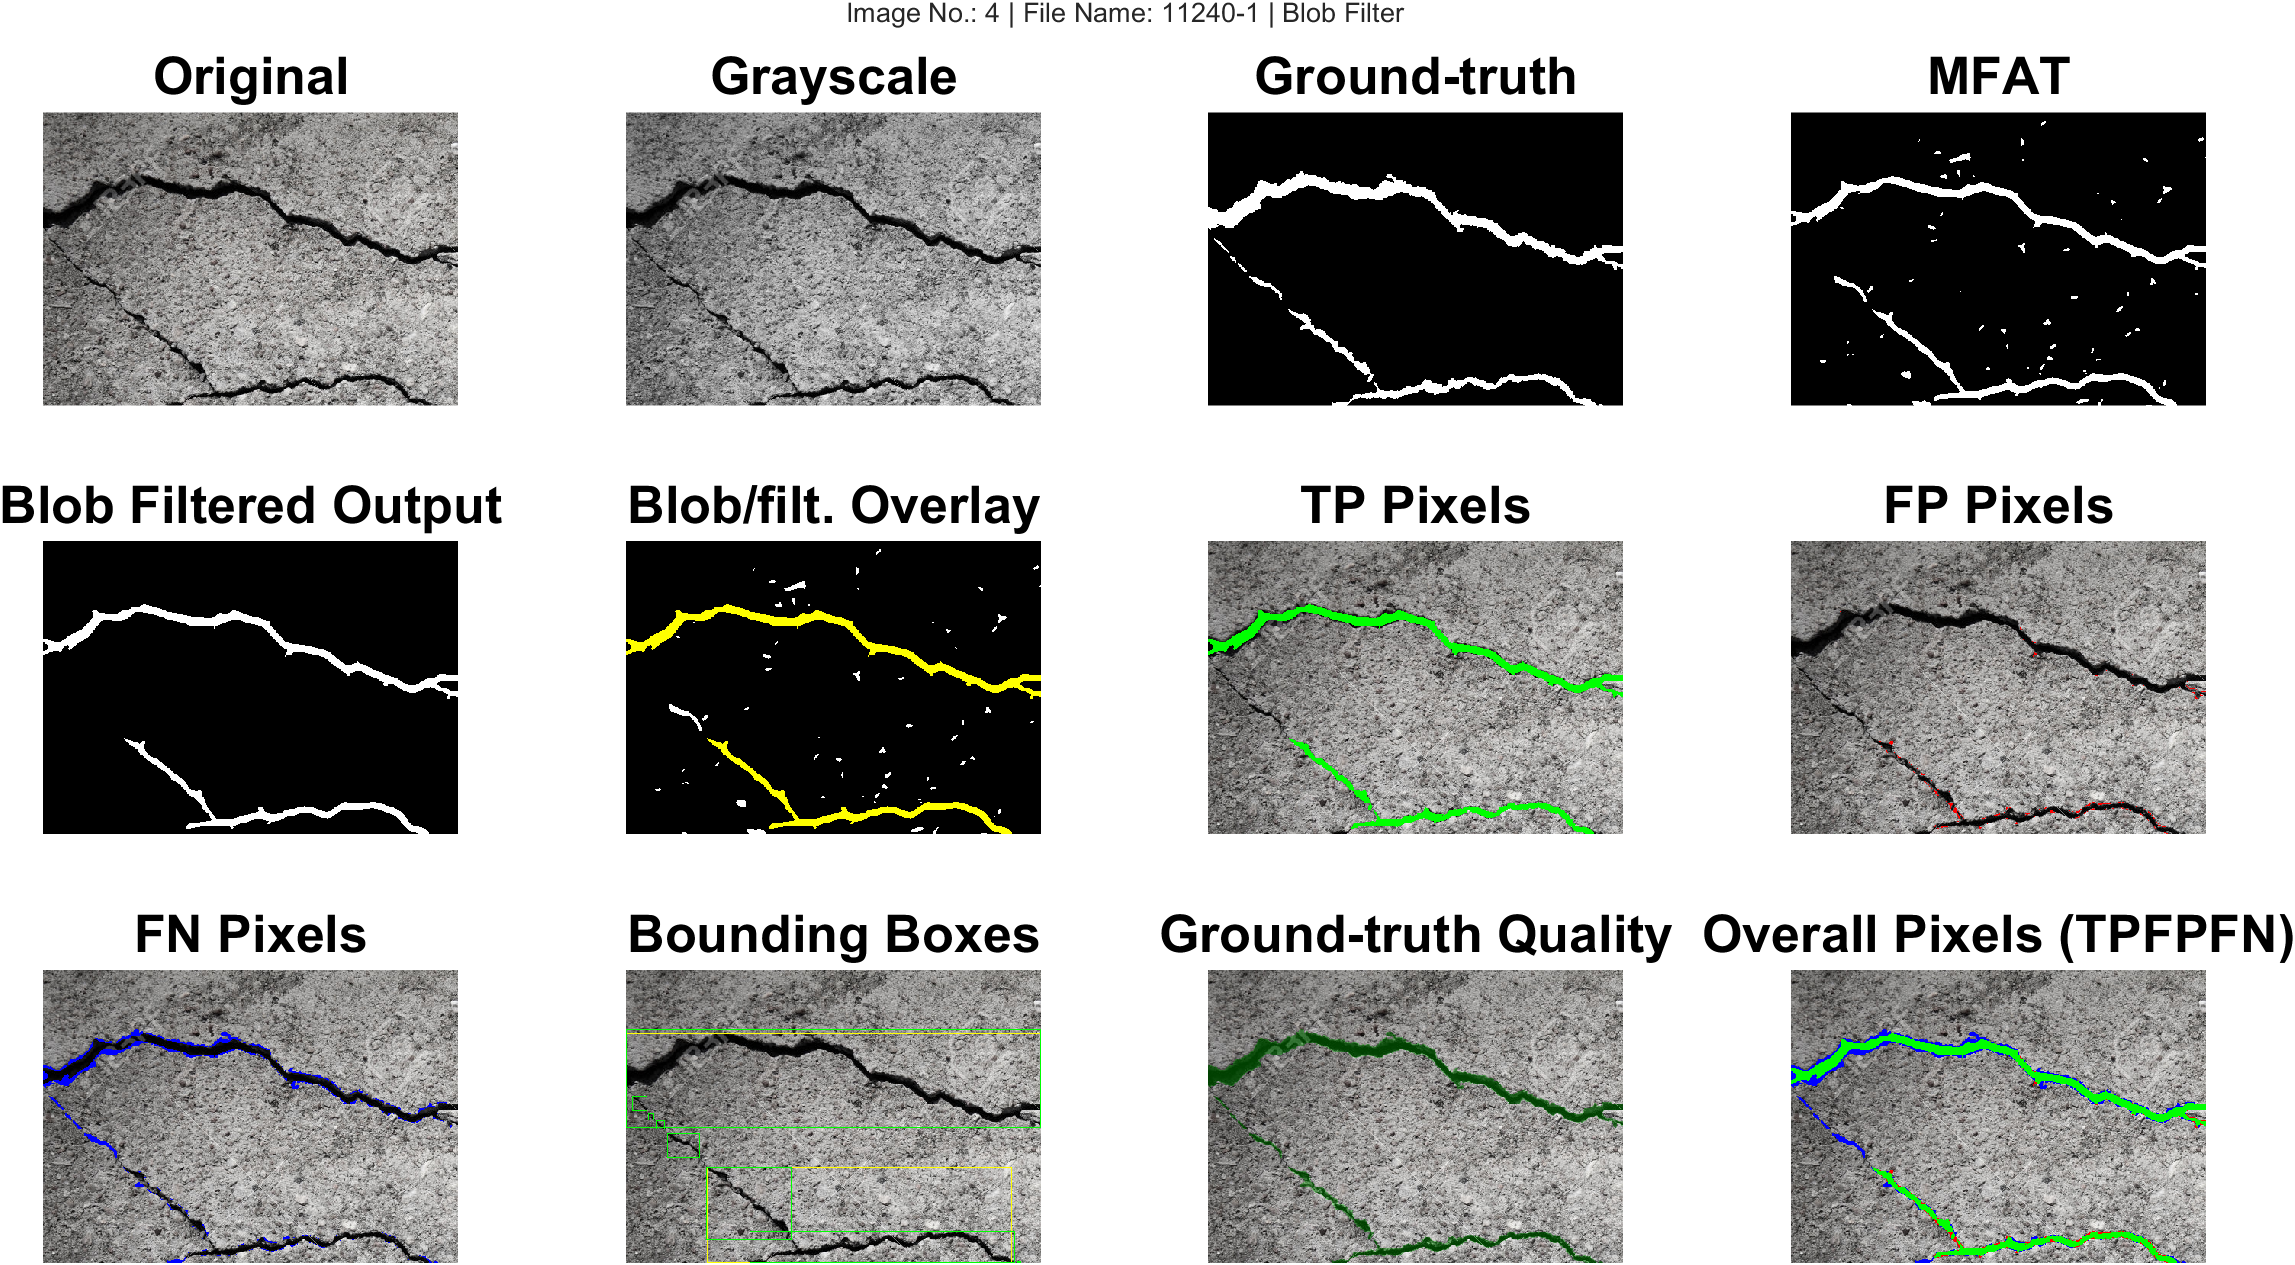 Image No.: 4 | File Name: 11240-1 | Blob Filter
Original
Grayscale
Ground-truth
MFAT
Blob Filtered Output
Blob/filt. Overlay
TP Pixels
FP Pixels
FN Pixels
Bounding Boxes
Ground-truth Quality
Overall Pixels (TPFPFN)